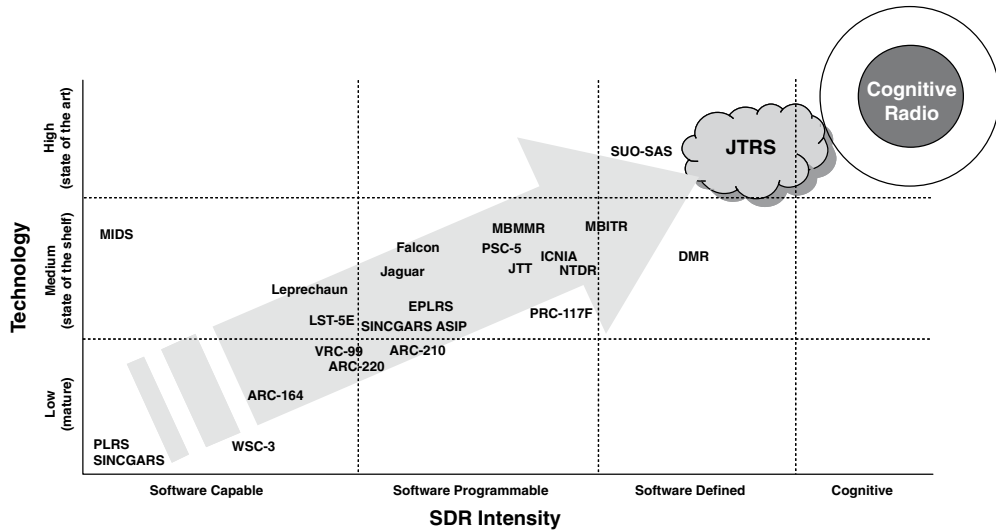 Cognitive
Radio
JTRS
SUO-SAS
High
(state of the art)
MIDS
MBMMR
MBITR
Falcon
PSC-5
ICNIA
DMR
Jaguar
JTT
NTDR
Leprechaun
EPLRS
PRC-117F
LST-5E
SINCGARS ASIP
Medium
(state of the shelf)
Technology
VRC-99
ARC-210
ARC-220
ARC-164
Low
(mature)
PLRS
SINCGARS
WSC-3
Software Capable
Software Programmable
Software Defined
Cognitive
SDR Intensity